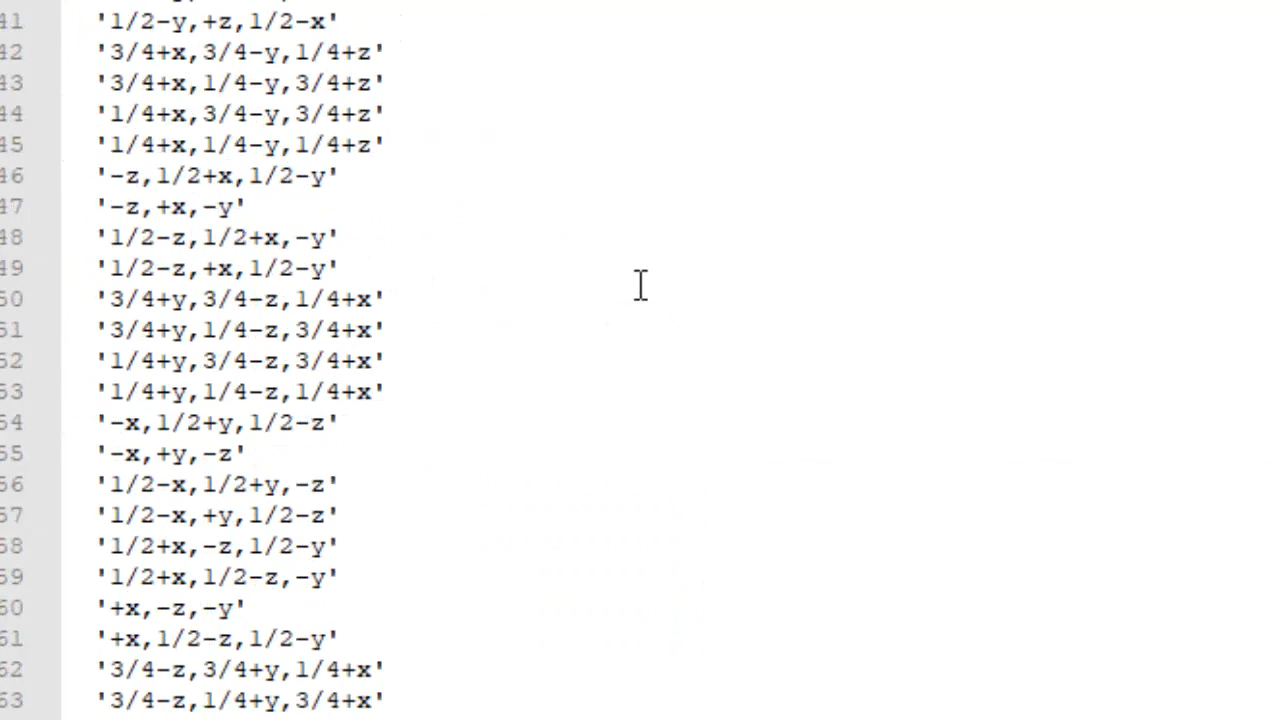 41 '1/2-y,+z,1/2-x'
42 '3/4+x,3/4-y,1/4+z'
43 '3/4+x,1/4-y,3/4+z'
44 '1/4+x,3/4-y,3/4+z'
45 '1/4+x,1/4-y,1/4+z'
46 '-z,1/2+x,1/2-y'
47 '-z,+x,-y'
48 '1/2-z,1/2+x,-y'
49 '1/2-z,+x,1/2-y'
50 '3/4+y,3/4-z,1/4+x'
51 '3/4+y,1/4-z,3/4+x'
52 '1/4+y,3/4-z,3/4+x'
53 '1/4+y,1/4-z,1/4+x'
54 '-x,1/2+y,1/2-z'
55 '-x,+y,-z'
56 '1/2-x,1/2+y,-z'
57 '1/2-x,+y,1/2-z'
58 '1/2+x,-z,1/2-y'
59 '1/2+x,1/2-z,-y'
60 '+x,-z,-y'
61 '+x,1/2-z,1/2-y'
62 '3/4-z,3/4+y,1/4+x'
63 '3/4-z,1/4+y,3/4+x'